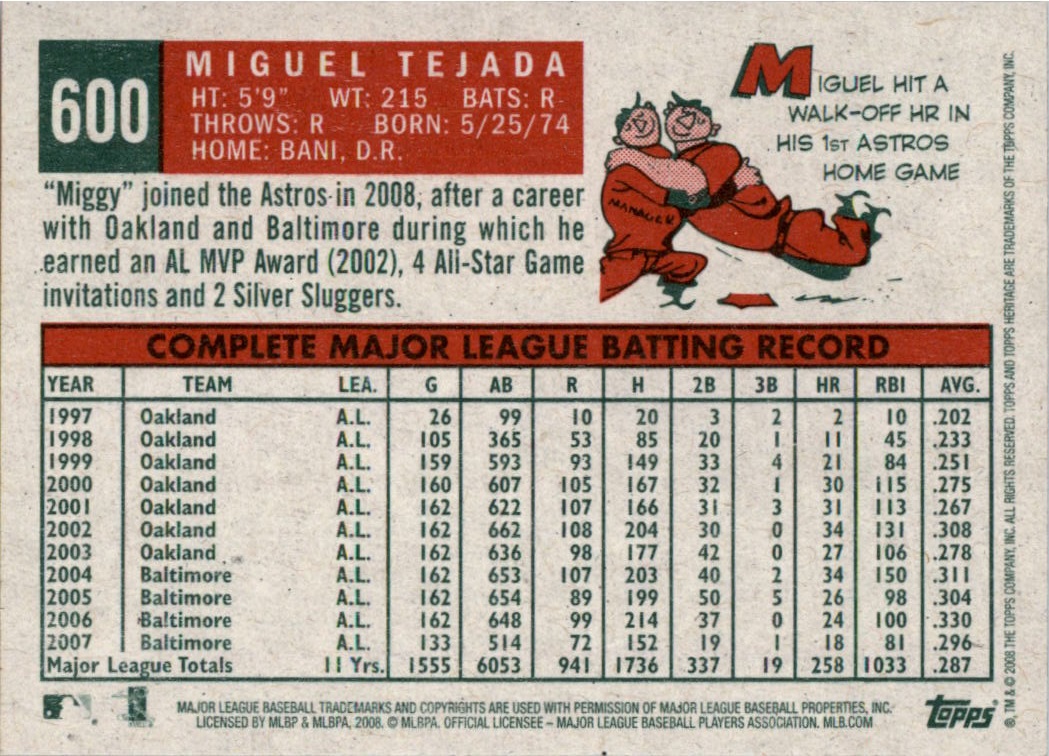 600
MIGUEL TEJADA
HT: 5'9" WT: 215 BATS: R
THROWS: R BORN: 5/25/74
HOME: BANI, D.R.
MIGUEL HIT A
WALK-OFF HR IN
HIS 1ST ASTROS
HOME GAME
MANAGER
"Miggy" joined the Astros in 2008, after a career
with Oakland and Baltimore during which he
earned an AL MVP Award (2002), 4 All-Star Game
invitations and 2 Silver Sluggers.
COMPLETE MAJOR LEAGUE BATTING RECORD
YEAR TEAM LEA. G AB R H 2B 3B HR RBI AVG.
1997 Oakland A.L. 26 99 10 20 3 2 2 10 .202
1998 Oakland A.L. 105 365 53 85 20 1 11 45 .233
1999 Oakland A.L. 159 593 93 149 33 4 21 84 .251
2000 Oakland A.L. 160 607 105 167 32 1 30 115 .275
2001 Oakland A.L. 162 622 107 166 31 3 31 113 .267
2002 Oakland A.L. 162 662 108 204 30 0 34 131 .308
2003 Oakland A.L. 162 636 98 177 42 0 27 106 .278
2004 Baltimore A.L. 162 653 107 203 40 2 34 150 .311
2005 Baltimore A.L. 162 654 89 199 50 5 26 98 .304
2006 Baltimore A.L. 162 648 99 214 37 0 24 100 .330
2007 Baltimore A.L. 133 514 72 152 19 1 18 81 .296
Major League Totals 11 Yrs. 1555 6053 941 1736 337 19 258 1033 .287
MAJOR LEAGUE BASEBALL TRADEMARKS AND COPYRIGHTS ARE USED WITH PERMISSION OF MAJOR LEAGUE BASEBALL PROPERTIES, INC.
LICENSED BY MLBP & MLBPA, 2008. © MLBPA. OFFICIAL LICENSEE – MAJOR LEAGUE BASEBALL PLAYERS ASSOCIATION. MLB.COM
TOPPS
®, TM & © 2008 THE TOPPS COMPANY, INC. ALL RIGHTS RESERVED. TOPPS AND TOPPS HERITAGE ARE TRADEMARKS OF THE TOPPS COMPANY, INC.